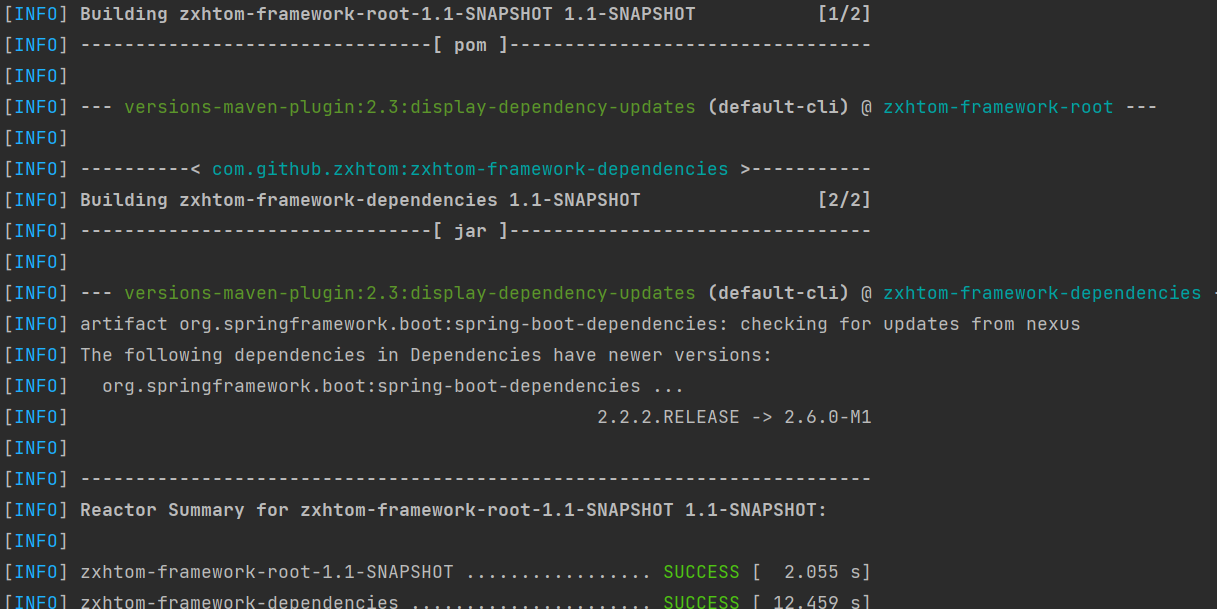 [INFO] Building zxhtom-framework-root-1.1-SNAPSHOT 1.1-SNAPSHOT           [1/2]
[INFO] --------------------------------[ pom ]---------------------------------
[INFO]
[INFO] --- versions-maven-plugin:2.3:display-dependency-updates (default-cli) @ zxhtom-framework-root ---
[INFO]
[INFO] ----------< com.github.zxhtom:zxhtom-framework-dependencies >-----------
[INFO] Building zxhtom-framework-dependencies 1.1-SNAPSHOT                [2/2]
[INFO] --------------------------------[ jar ]---------------------------------
[INFO]
[INFO] --- versions-maven-plugin:2.3:display-dependency-updates (default-cli) @ zxhtom-framework-dependencies -
[INFO] artifact org.springframework.boot:spring-boot-dependencies: checking for updates from nexus
[INFO] The following dependencies in Dependencies have newer versions:
[INFO]   org.springframework.boot:spring-boot-dependencies ...
[INFO]                                                2.2.2.RELEASE -> 2.6.0-M1
[INFO]
[INFO] ------------------------------------------------------------------------
[INFO] Reactor Summary for zxhtom-framework-root-1.1-SNAPSHOT 1.1-SNAPSHOT:
[INFO]
[INFO] zxhtom-framework-root-1.1-SNAPSHOT ................. SUCCESS [  2.055 s]
[INFO] zxhtom-framework-dependencies ...................... SUCCESS [ 12.459 s]